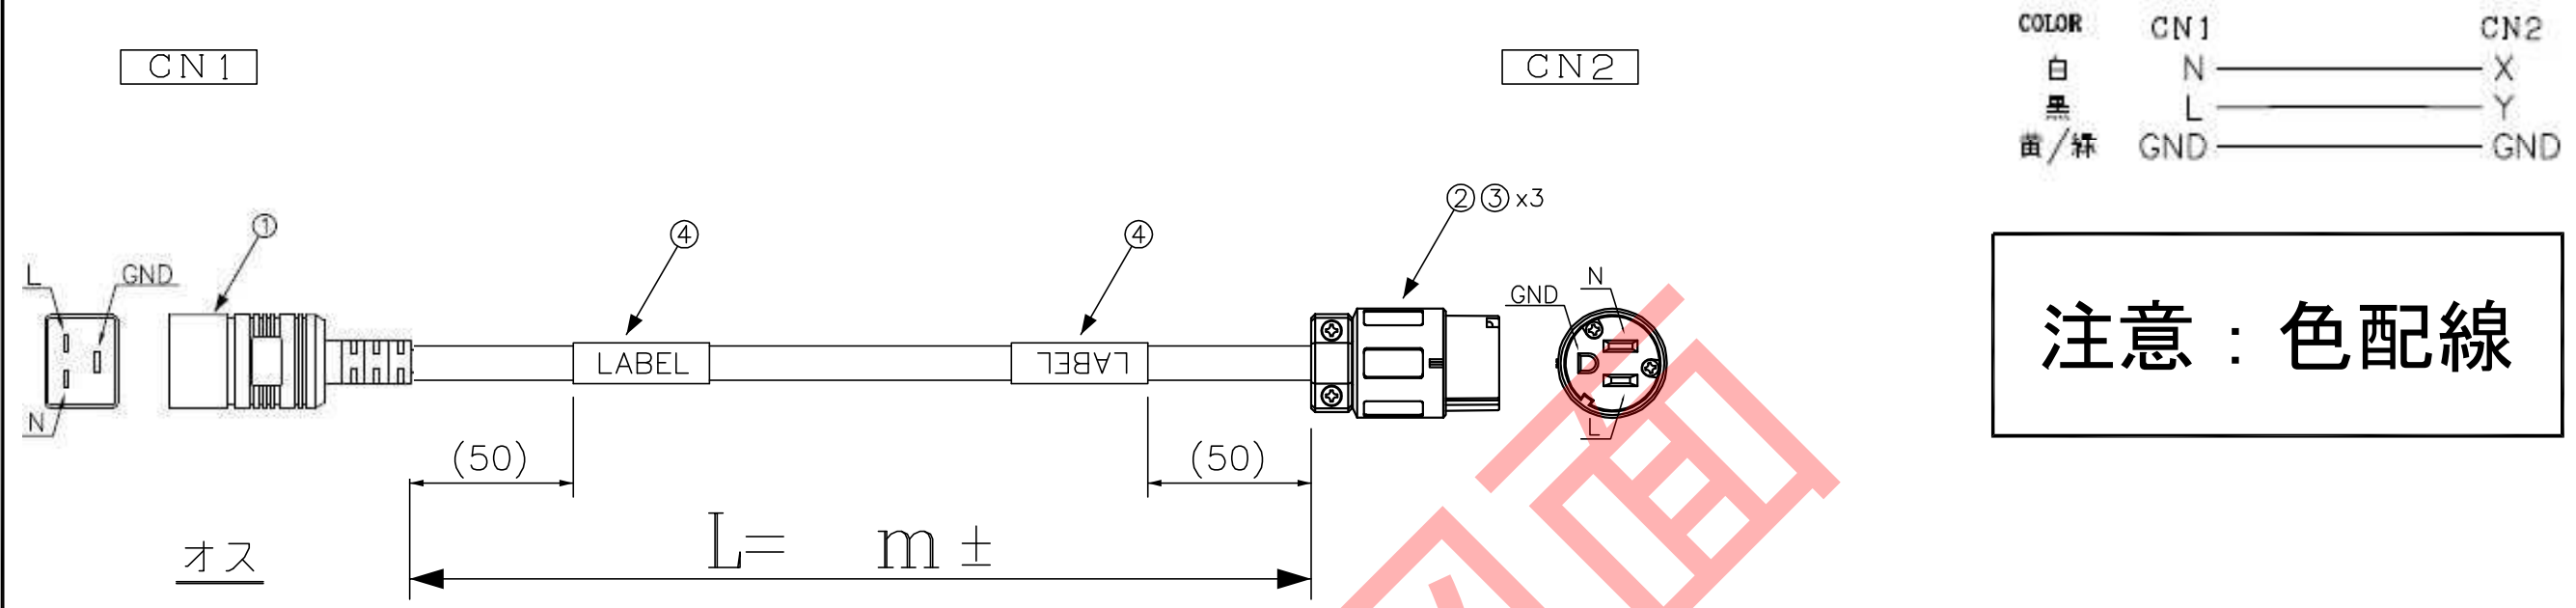 CN1
CN2
COLOR CN1 CN2
白 N X
黒 L Y
黄/緑 GND GND
① ④ ④ ②③x3
L GND
N
LABEL
LABEL
GND N
L
注意:色配線
(50) (50)
L= m±
オス